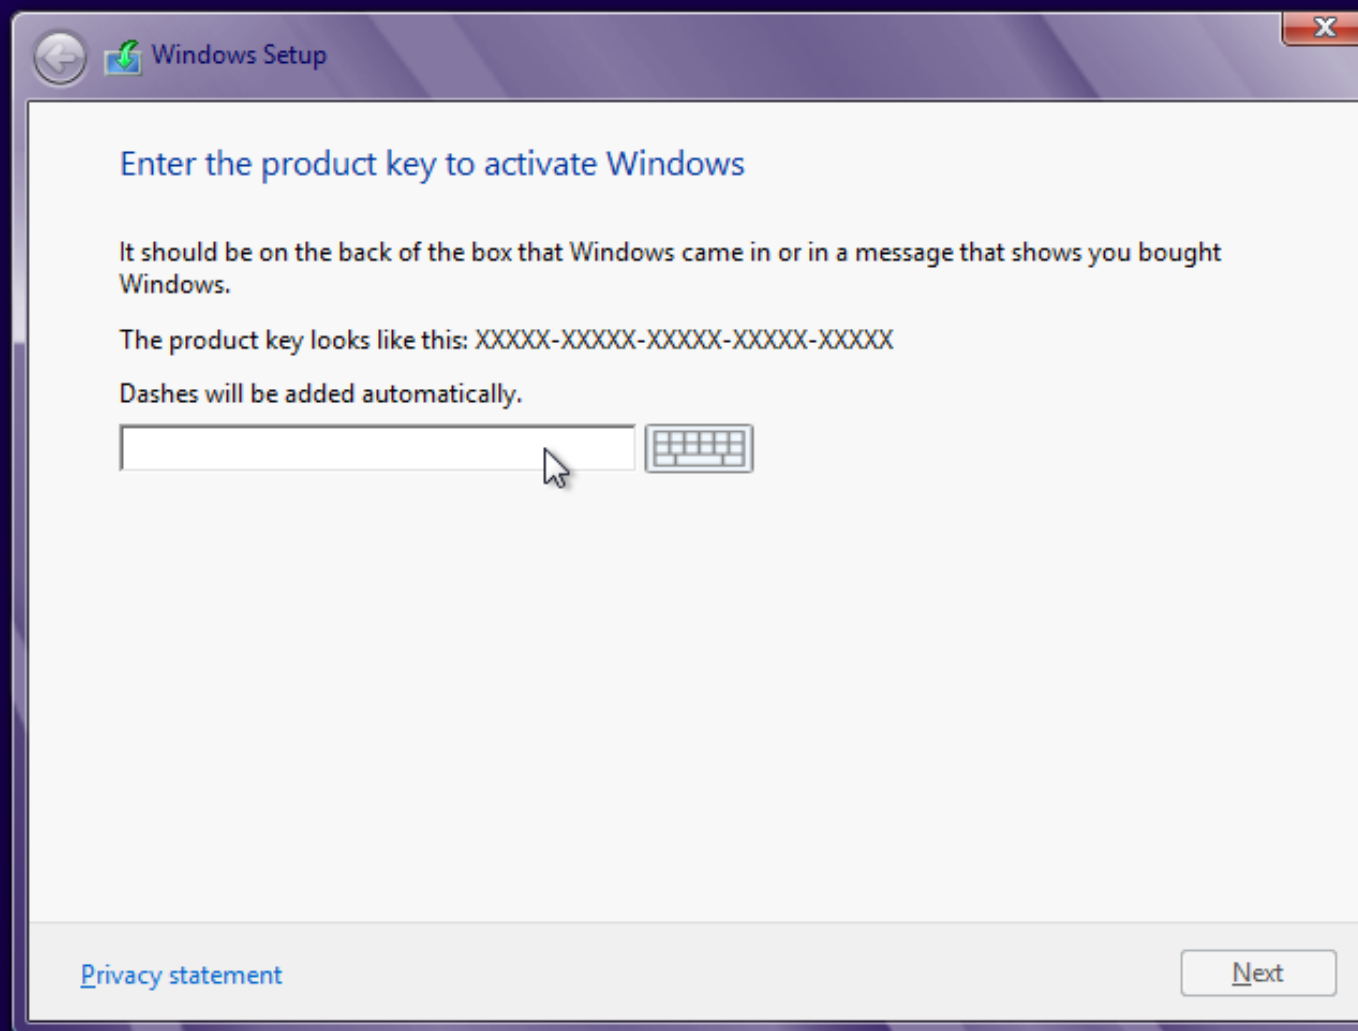 Windows Setup
Enter the product key to activate Windows
It should be on the back of the box that Windows came in or in a message that shows you bought
Windows.
The product key looks like this: XXXXX-XXXXX-XXXXX-XXXXX-XXXXX
Dashes will be added automatically.
Privacy statement
Next